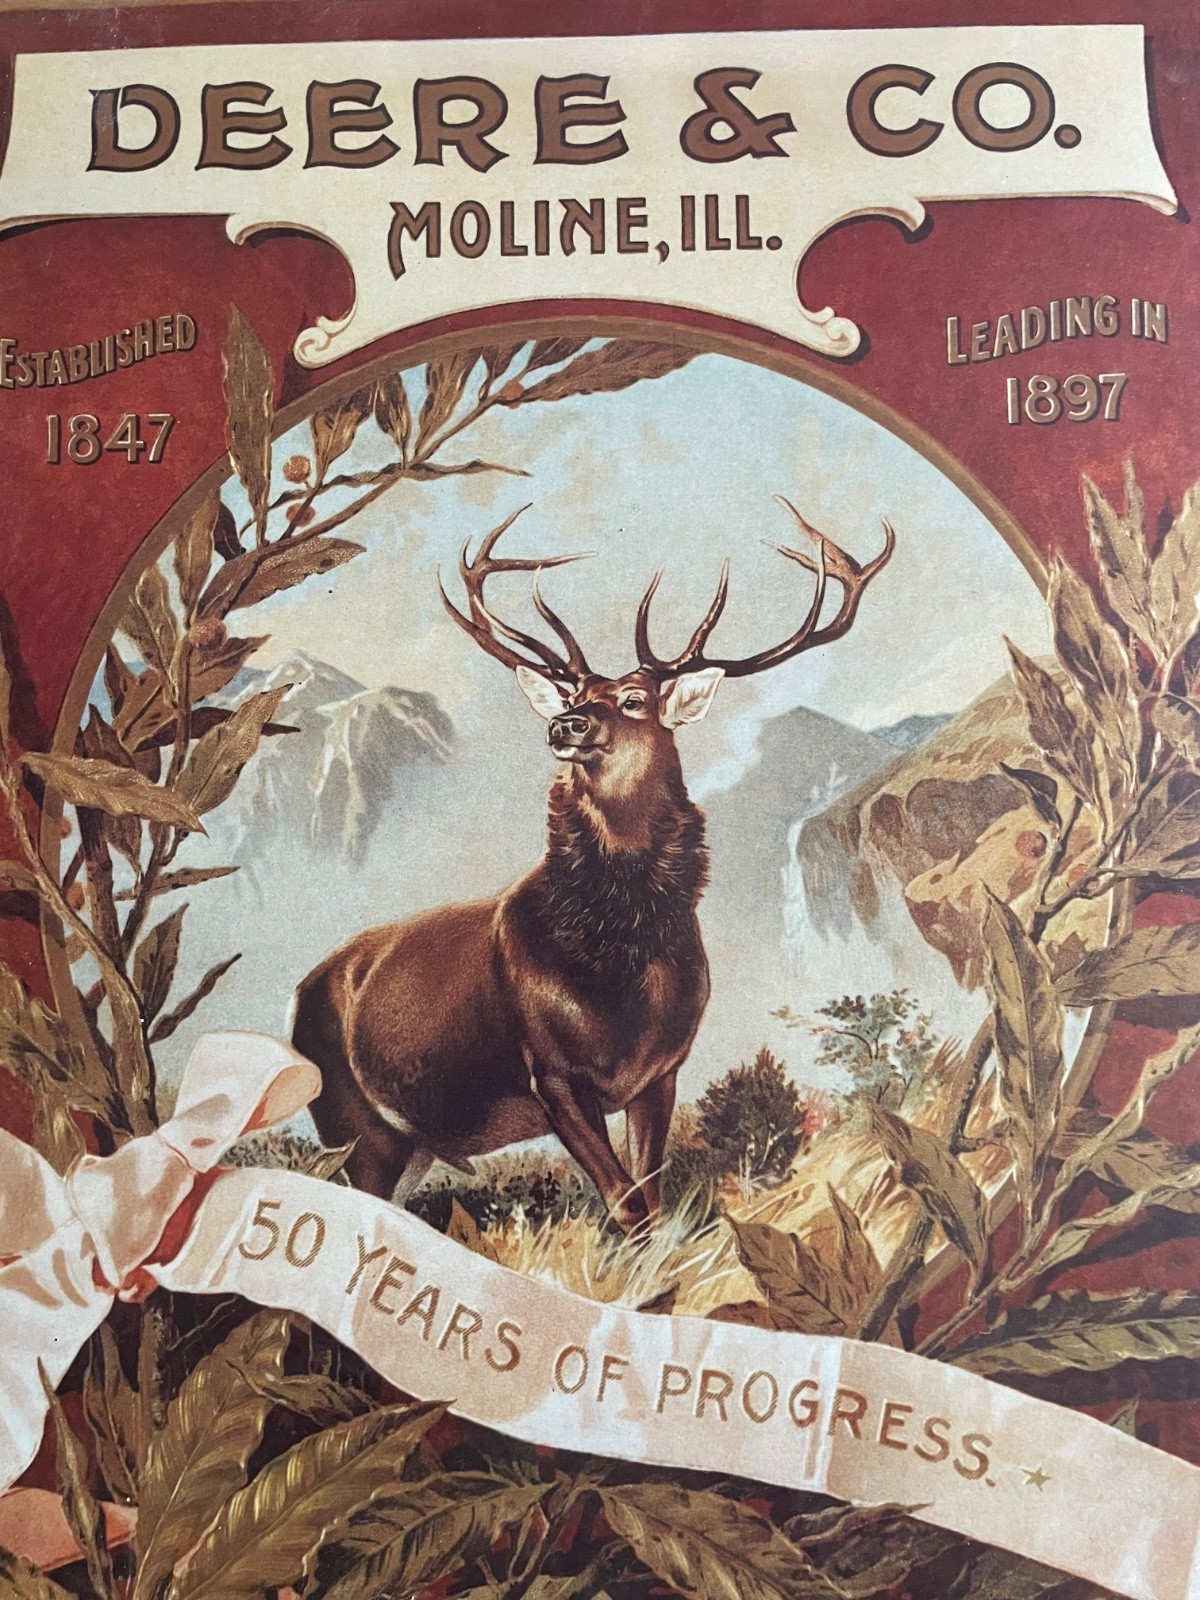 DEERE & CO.
MOLINE, ILL.
ESTABLISHED
1847
LEADING IN
1897
50 YEARS OF PROGRESS.